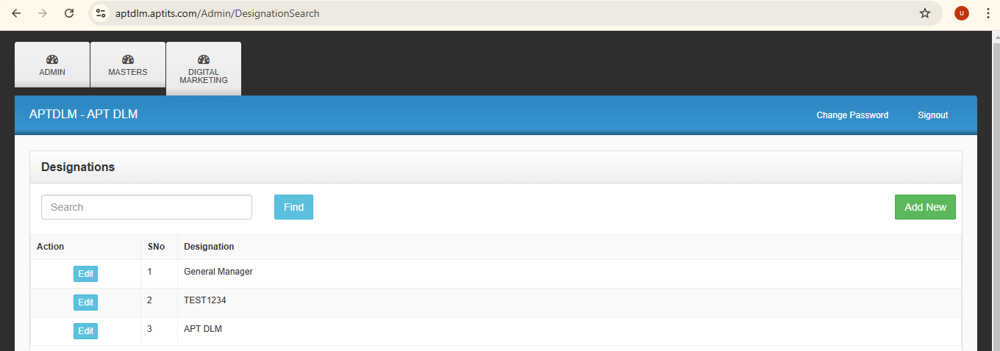 aptdlm.aptits.com/Admin/DesignationSearch
u
ADMIN
MASTERS
DIGITAL
MARKETING
APTDLM - APT DLM
Change Password
Signout
Designations
Search
Find
Add New
Action SNo Designation
Edit 1 General Manager
Edit 2 TEST1234
Edit 3 APT DLM